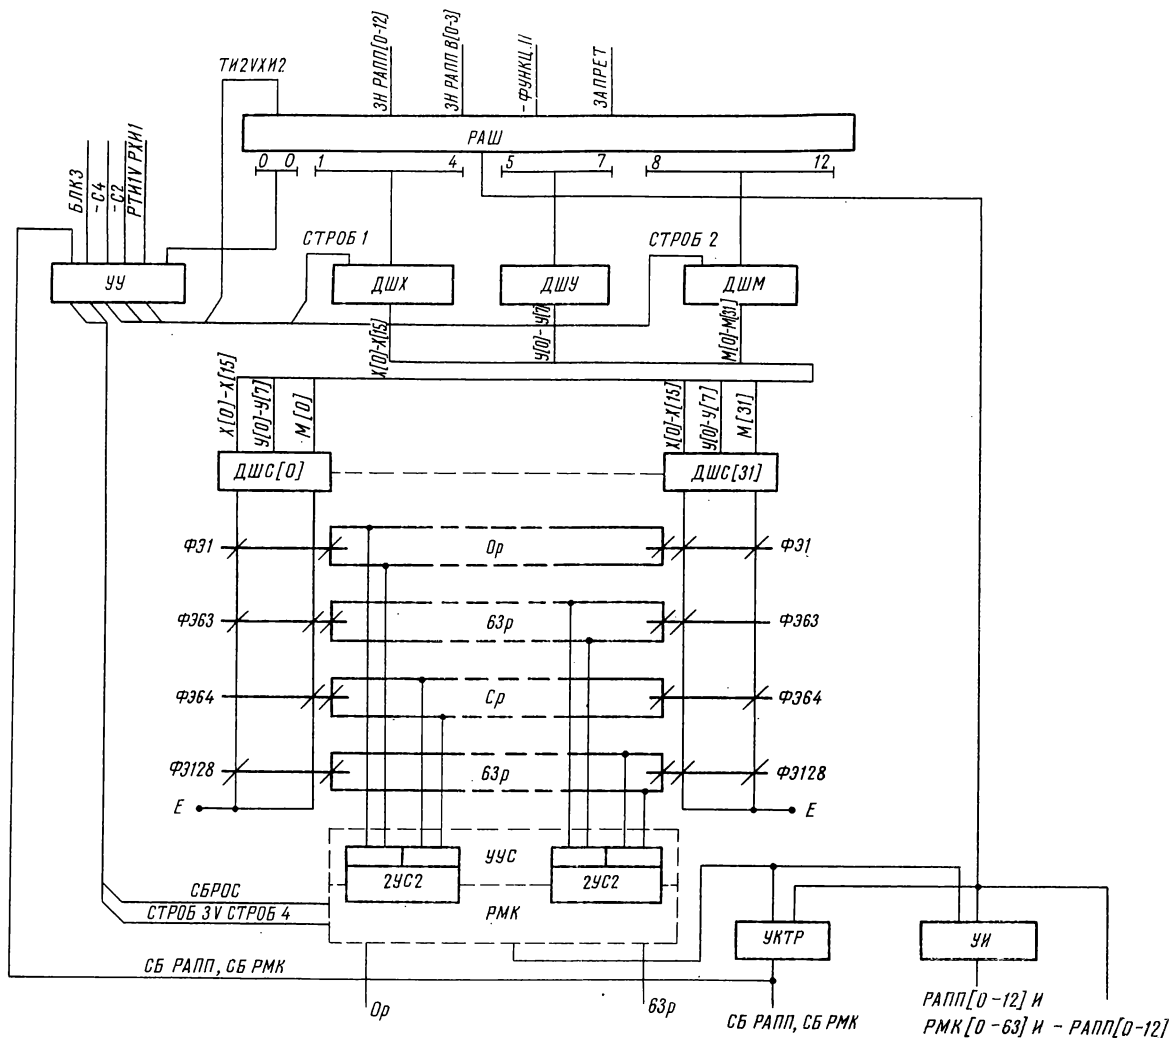 ТИ2VХИ2
ЗН РАПП[0-12]
ЗН РАПП В[0-3]
-ФУНКЦ.П
ЗАПРЕТ
РАШ
0 0 1 4 5 7 8 12
БЛКЗ
-С4
-С2
РТИ1V РХИ1
УУ
СТРОБ 1
СТРОБ 2
ДШХ
ДШУ
ДШМ
Х[0]-Х[15]
У[0]-У[7]
М[0]-М[31]
Х[0]-Х[15]
У[0]-У[7]
М[0]
Х[0]-Х[15]
У[0]-У[7]
М[31]
ДШС[0]
ДШС[31]
ФЭ1
0р
ФЭ1
ФЭ63
63р
ФЭ63
ФЭ64
Ср
ФЭ64
ФЭ128
63р
ФЭ128
Е
Е
УУС
2УС2
2УС2
РМК
СБРОС
СТРОБ 3V СТРОБ 4
УКТР
УИ
СБ РАПП, СБ РМК
0р
63р
СБ РАПП, СБ РМК
РАПП[0-12] И
РМК[0-63] И -РАПП[0-12]